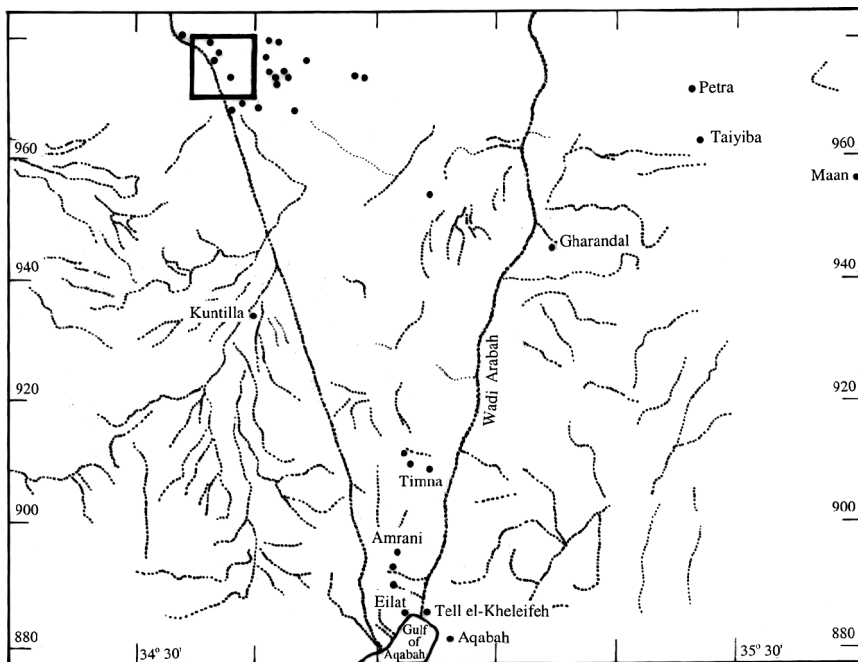 Petra
Taiyiba
960
960
Maan
Gharandal
940
940
Kuntilla
Wadi Arabah
920
920
Timna
900
900
Amrani
Eilat
Tell el-Kheleifeh
Gulf
of
Aqabah
Aqabah
880
880
34° 30'
35° 30'